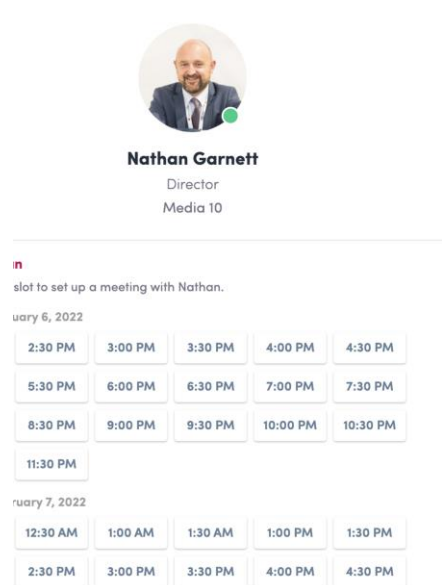 Nathan Garnett
Director
Media 10
slot to set up a meeting with Nathan.
6, 2022
2:30 PM 3:00 PM 3:30 PM 4:00 PM 4:30 PM
5:30 PM 6:00 PM 6:30 PM 7:00 PM 7:30 PM
8:30 PM 9:00 PM 9:30 PM 10:00 PM 10:30 PM
11:30 PM
7, 2022
12:30 AM 1:00 AM 1:30 AM 1:00 PM 1:30 PM
2:30 PM 3:00 PM 3:30 PM 4:00 PM 4:30 PM